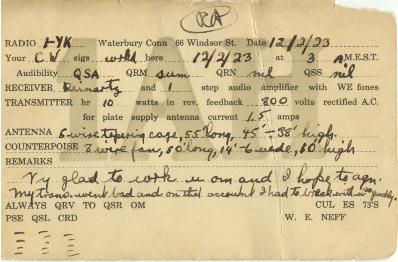 RA
RADIO 1-YK Waterbury Conn 66 Windsor St. Date 12/2/23
Your CW sigs workd here 12/2/23 at 3 A M.E.S.T.
Audibility QSA QRM sum QRN nil QSS nil
RECEIVER Reinartz and 1 step audio amplifier with WE fones
TRANSMITTER hr 10 watts in rev. feedback 800 volts rectified A.C.
for plate supply antenna current 1.5 amps
ANTENNA 6 wire tapering cage, 55' long, 45'-38' high.
COUNTERPOISE 8 wire fan, 60' long, 14'-6 wide, 10' high
REMARKS
Vy glad to work u om and I hope to agn.
My trans. went bad and on that account I had to break with u so quickly.
ALWAYS QRV TO QSR OM CUL ES 73'S
PSE QSL CRD W. E. NEFF